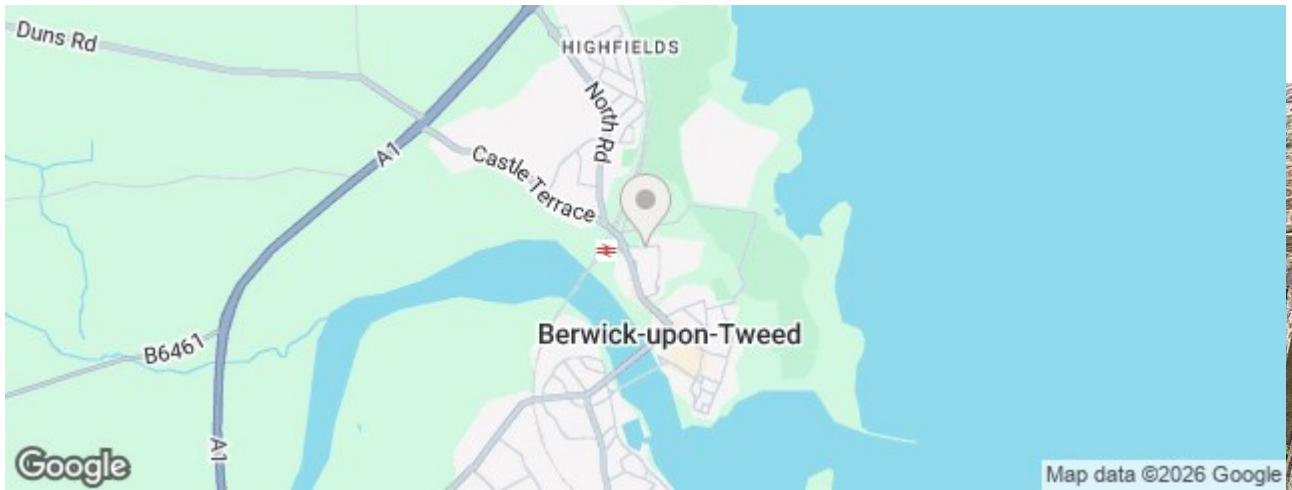 Duns Rd
HIGHFIELDS
North Rd
A1
Castle Terrace
Berwick-upon-Tweed
B6461
A1
Google
Map data ©2026 Google